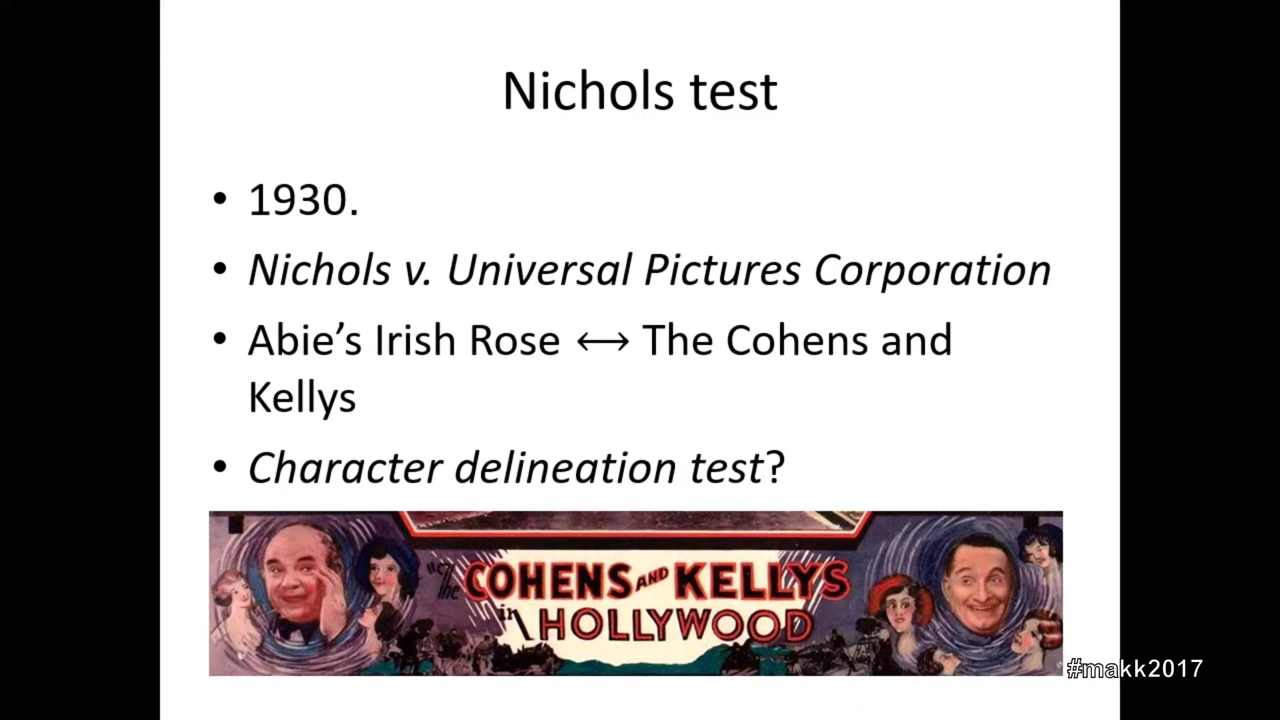 Nichols test
• 1930.
• Nichols v. Universal Pictures Corporation
• Abie’s Irish Rose ↔ The Cohens and
Kellys
• Character delineation test?
"The COHENS AND KELLYS
in HOLLYWOOD
#makk2017